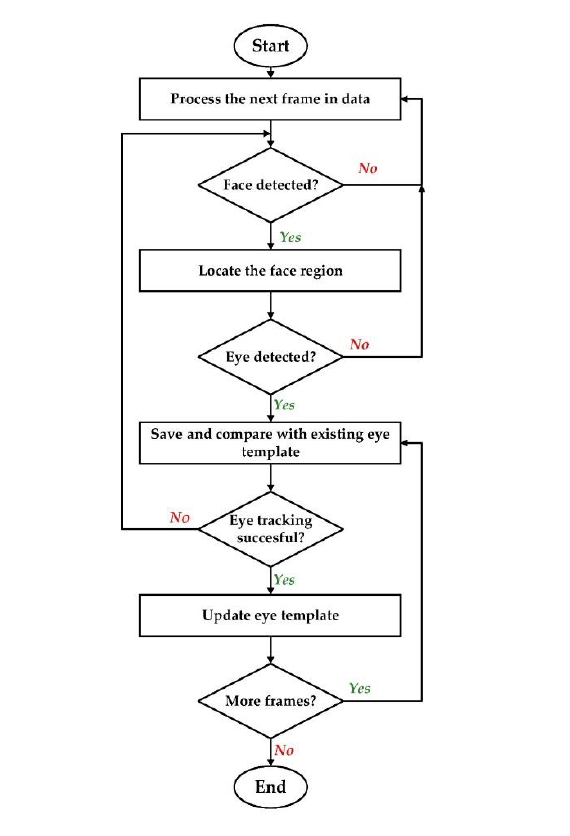 Start
Process the next frame in data
Face detected?
No
Yes
Locate the face region
Eye detected?
No
Yes
Save and compare with existing eye
template
No
Eye tracking
succesful?
Yes
Update eye template
More frames?
Yes
No
End